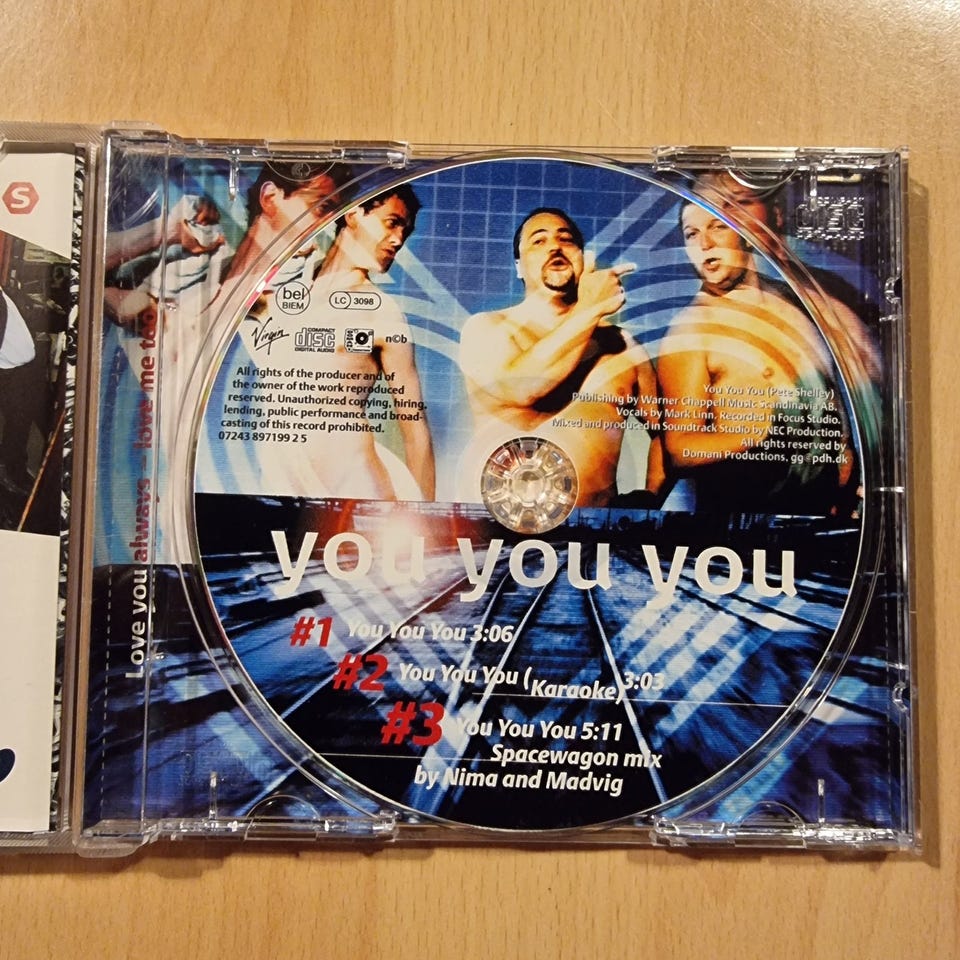 S
Love you always – love me too
bel
BIEM
LC 3098
Virgin
COMPACT
disc
DIGITAL AUDIO
n©b
All rights of the producer and of
the owner of the work reproduced
reserved. Unauthorized copying, hiring,
lending, public performance and broad-
casting of this record prohibited.
07243 897199 2 5
You You You (Pete Shelley)
Publishing by Warner Chappell Music Scandinavia AB.
Vocals by Mark Linn, Recorded in Focus Studio.
Mixed and produced in Soundtrack Studio by NEC Production.
All rights reserved by
Domani Productions, gg@pdh.dk
you you you
#1 You You You 3:06
#2 You You You (Karaoke) 3:03
#3 You You You 5:11
Spacewagon mix
by Nima and Madvig